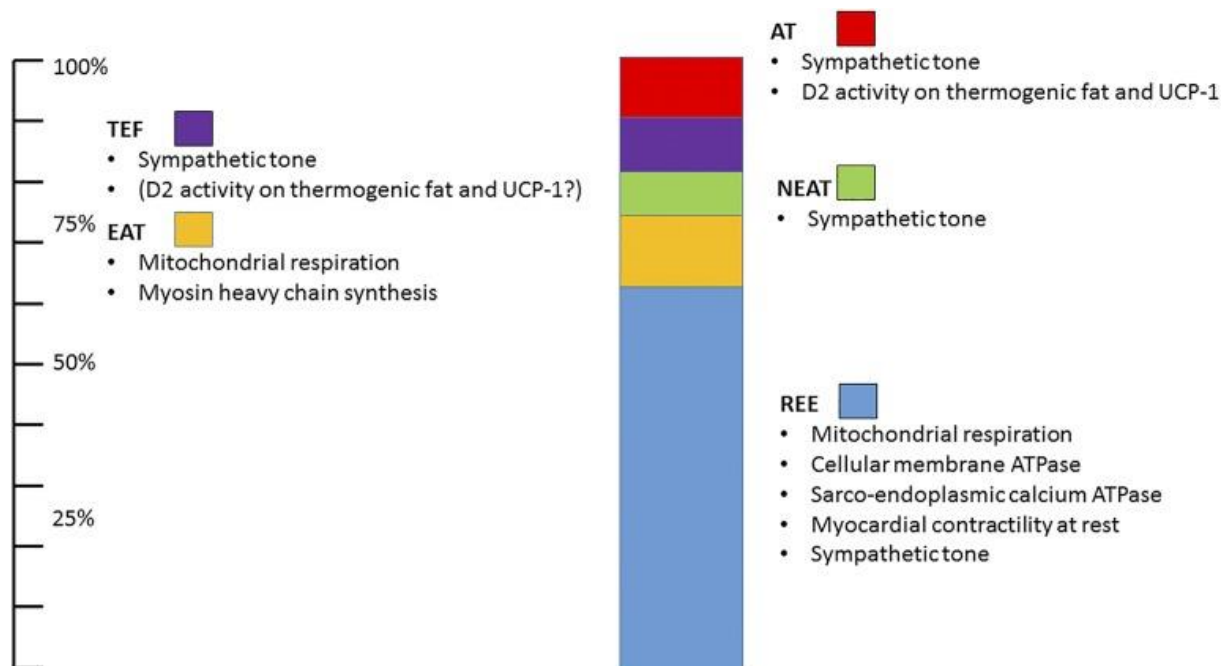 100%
75%
50%
25%
TEF
• Sympathetic tone
• (D2 activity on thermogenic fat and UCP-1?)
EAT
• Mitochondrial respiration
• Myosin heavy chain synthesis
AT
• Sympathetic tone
• D2 activity on thermogenic fat and UCP-1
NEAT
• Sympathetic tone
REE
• Mitochondrial respiration
• Cellular membrane ATPase
• Sarco-endoplasmic calcium ATPase
• Myocardial contractility at rest
• Sympathetic tone